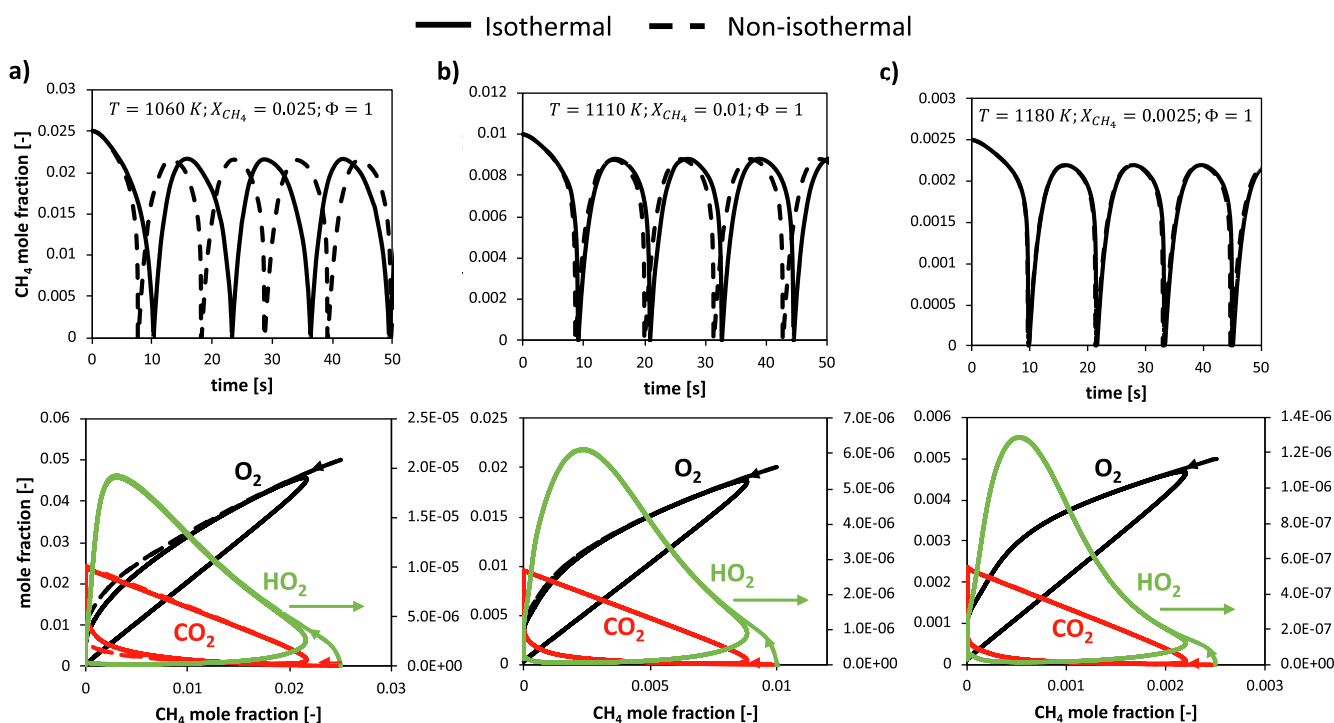 Isothermal Non-isothermal
a)
0.03
0.025
0.02
0.015
0.01
0.005
0
T = 1060 K; X_{CH_4} = 0.025; Φ = 1
0 10 20 30 40 50
time [s]
CH₄ mole fraction [-]
b)
0.012
0.01
0.008
0.006
0.004
0.002
0
T = 1110 K; X_{CH_4} = 0.01; Φ = 1
0 10 20 30 40 50
time [s]
c)
0.003
0.0025
0.002
0.0015
0.001
0.0005
0
T = 1180 K; X_{CH_4} = 0.0025; Φ = 1
0 10 20 30 40 50
time [s]
mole fraction [-]
0.06
0.05
0.04
0.03
0.02
0.01
0
O₂
HO₂
CO₂
2.5E-05
2.0E-05
1.5E-05
1.0E-05
5.0E-06
0.0E+00
0 0.01 0.02 0.03
CH₄ mole fraction [-]
0.025
0.02
0.015
0.01
0.005
0
O₂
HO₂
CO₂
7.0E-06
6.0E-06
5.0E-06
4.0E-06
3.0E-06
2.0E-06
1.0E-06
0.0E+00
0 0.005 0.01
CH₄ mole fraction [-]
0.006
0.005
0.004
0.003
0.002
0.001
0
O₂
HO₂
CO₂
1.4E-06
1.2E-06
1.0E-06
8.0E-07
6.0E-07
4.0E-07
2.0E-07
0.0E+00
0 0.001 0.002 0.003
CH₄ mole fraction [-]